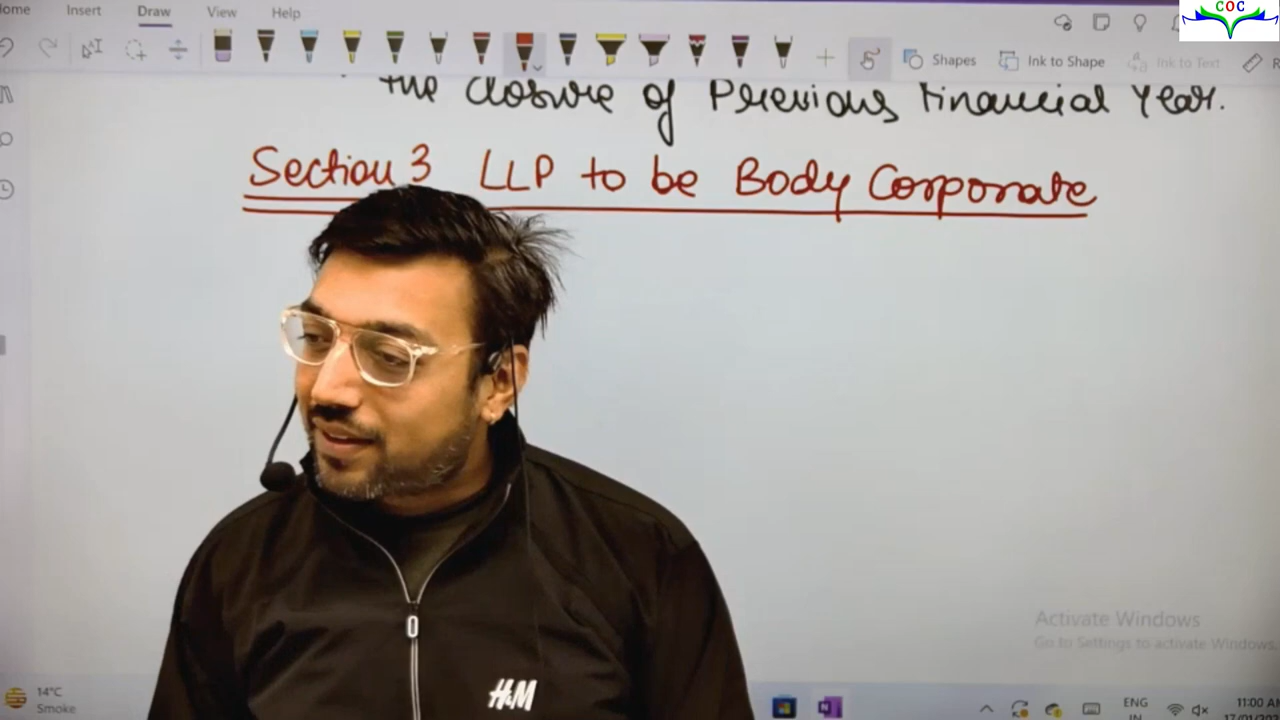 Home Insert Draw View Help
COC
Shapes Ink to Shape Ink to Text
the closure of Previous Financial Year.
Section 3 LLP to be Body Corporate
H&M
Activate Windows
Go to Settings to activate Windows.
14°C
Smoke
ENG
IN
11:00 AM